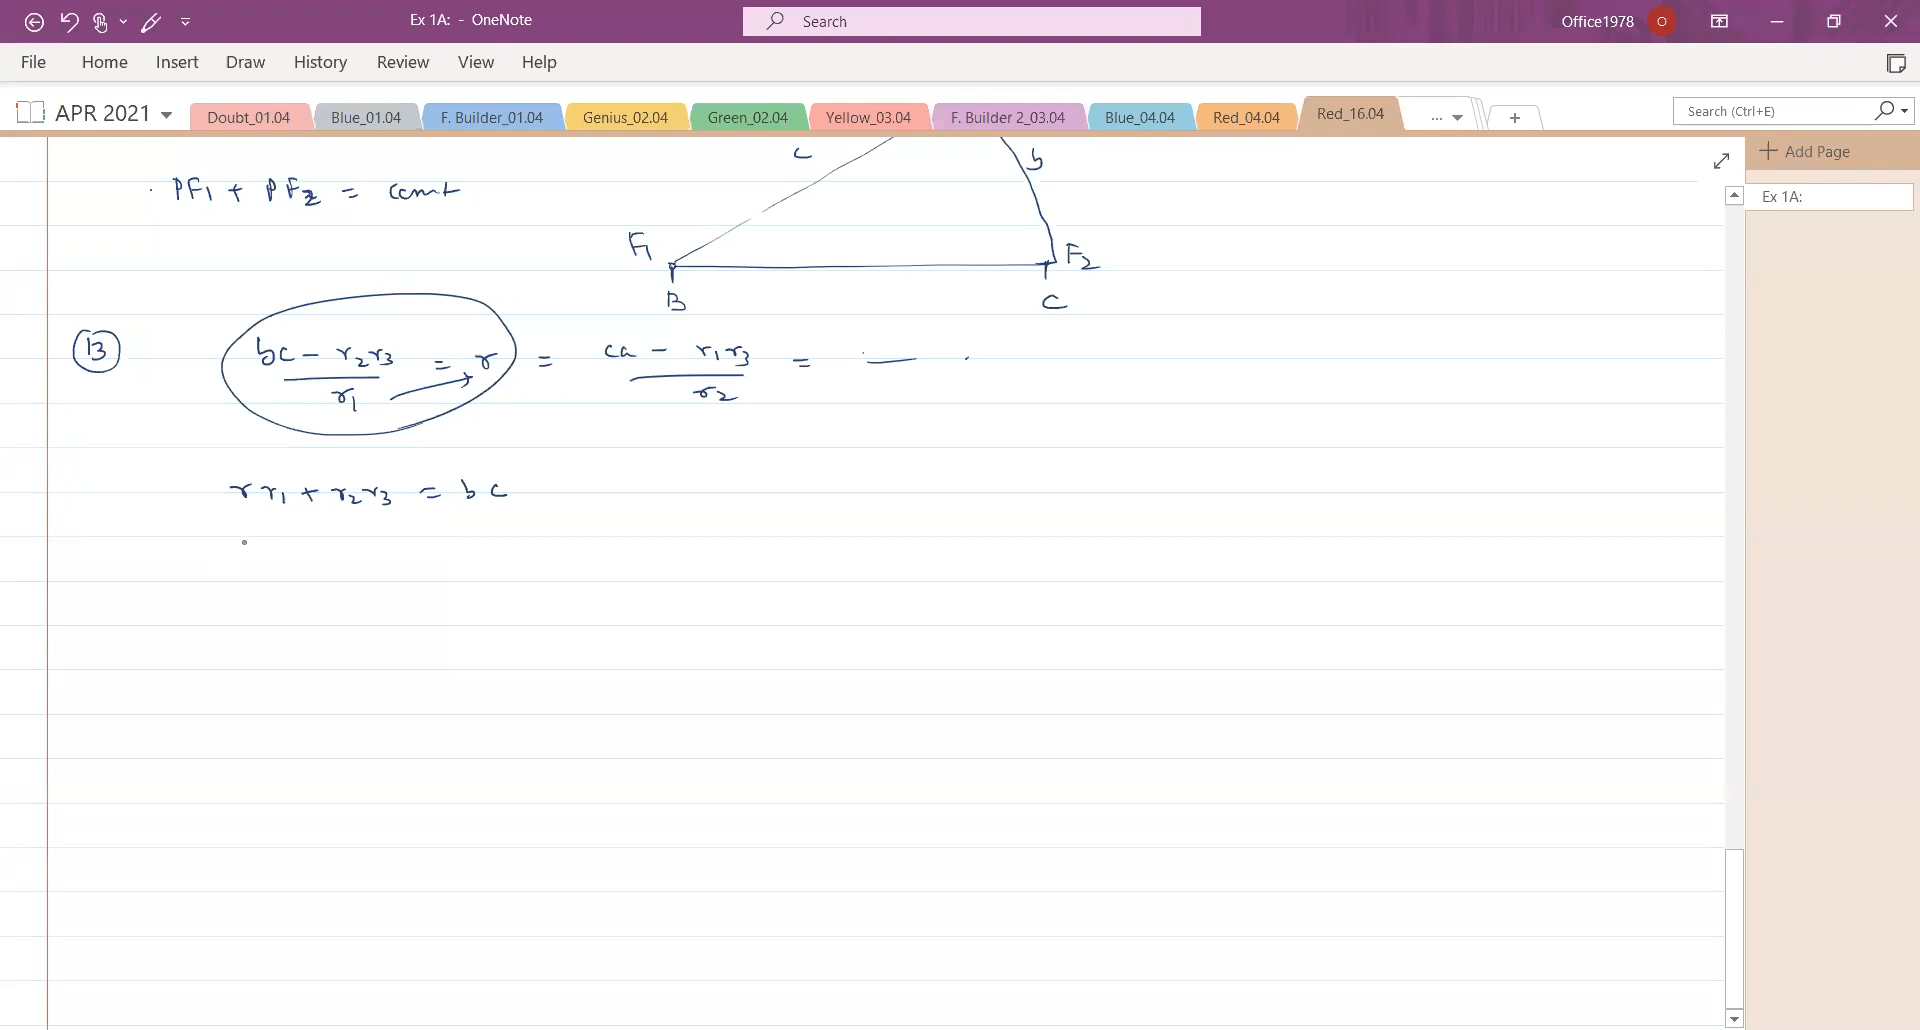 Ex 1A: - OneNote
Search
Office1978
O
File Home Insert Draw History Review View Help
APR 2021
Doubt_01.04 Blue_01.04 F. Builder_01.04 Genius_02.04 Green_02.04 Yellow_03.04 F. Builder 2_03.04 Blue_04.04 Red_04.04 Red_16.04 ... +
Search (Ctrl+E)
Add Page
Ex 1A:
c b
PF₁ + PF₂ = const
F₁ F₂
B C
13
(bc - r₂r₃)/r₁ = r = (ca - r₁r₃)/r₂ = — .
r r₁ + r₂r₃ = b c